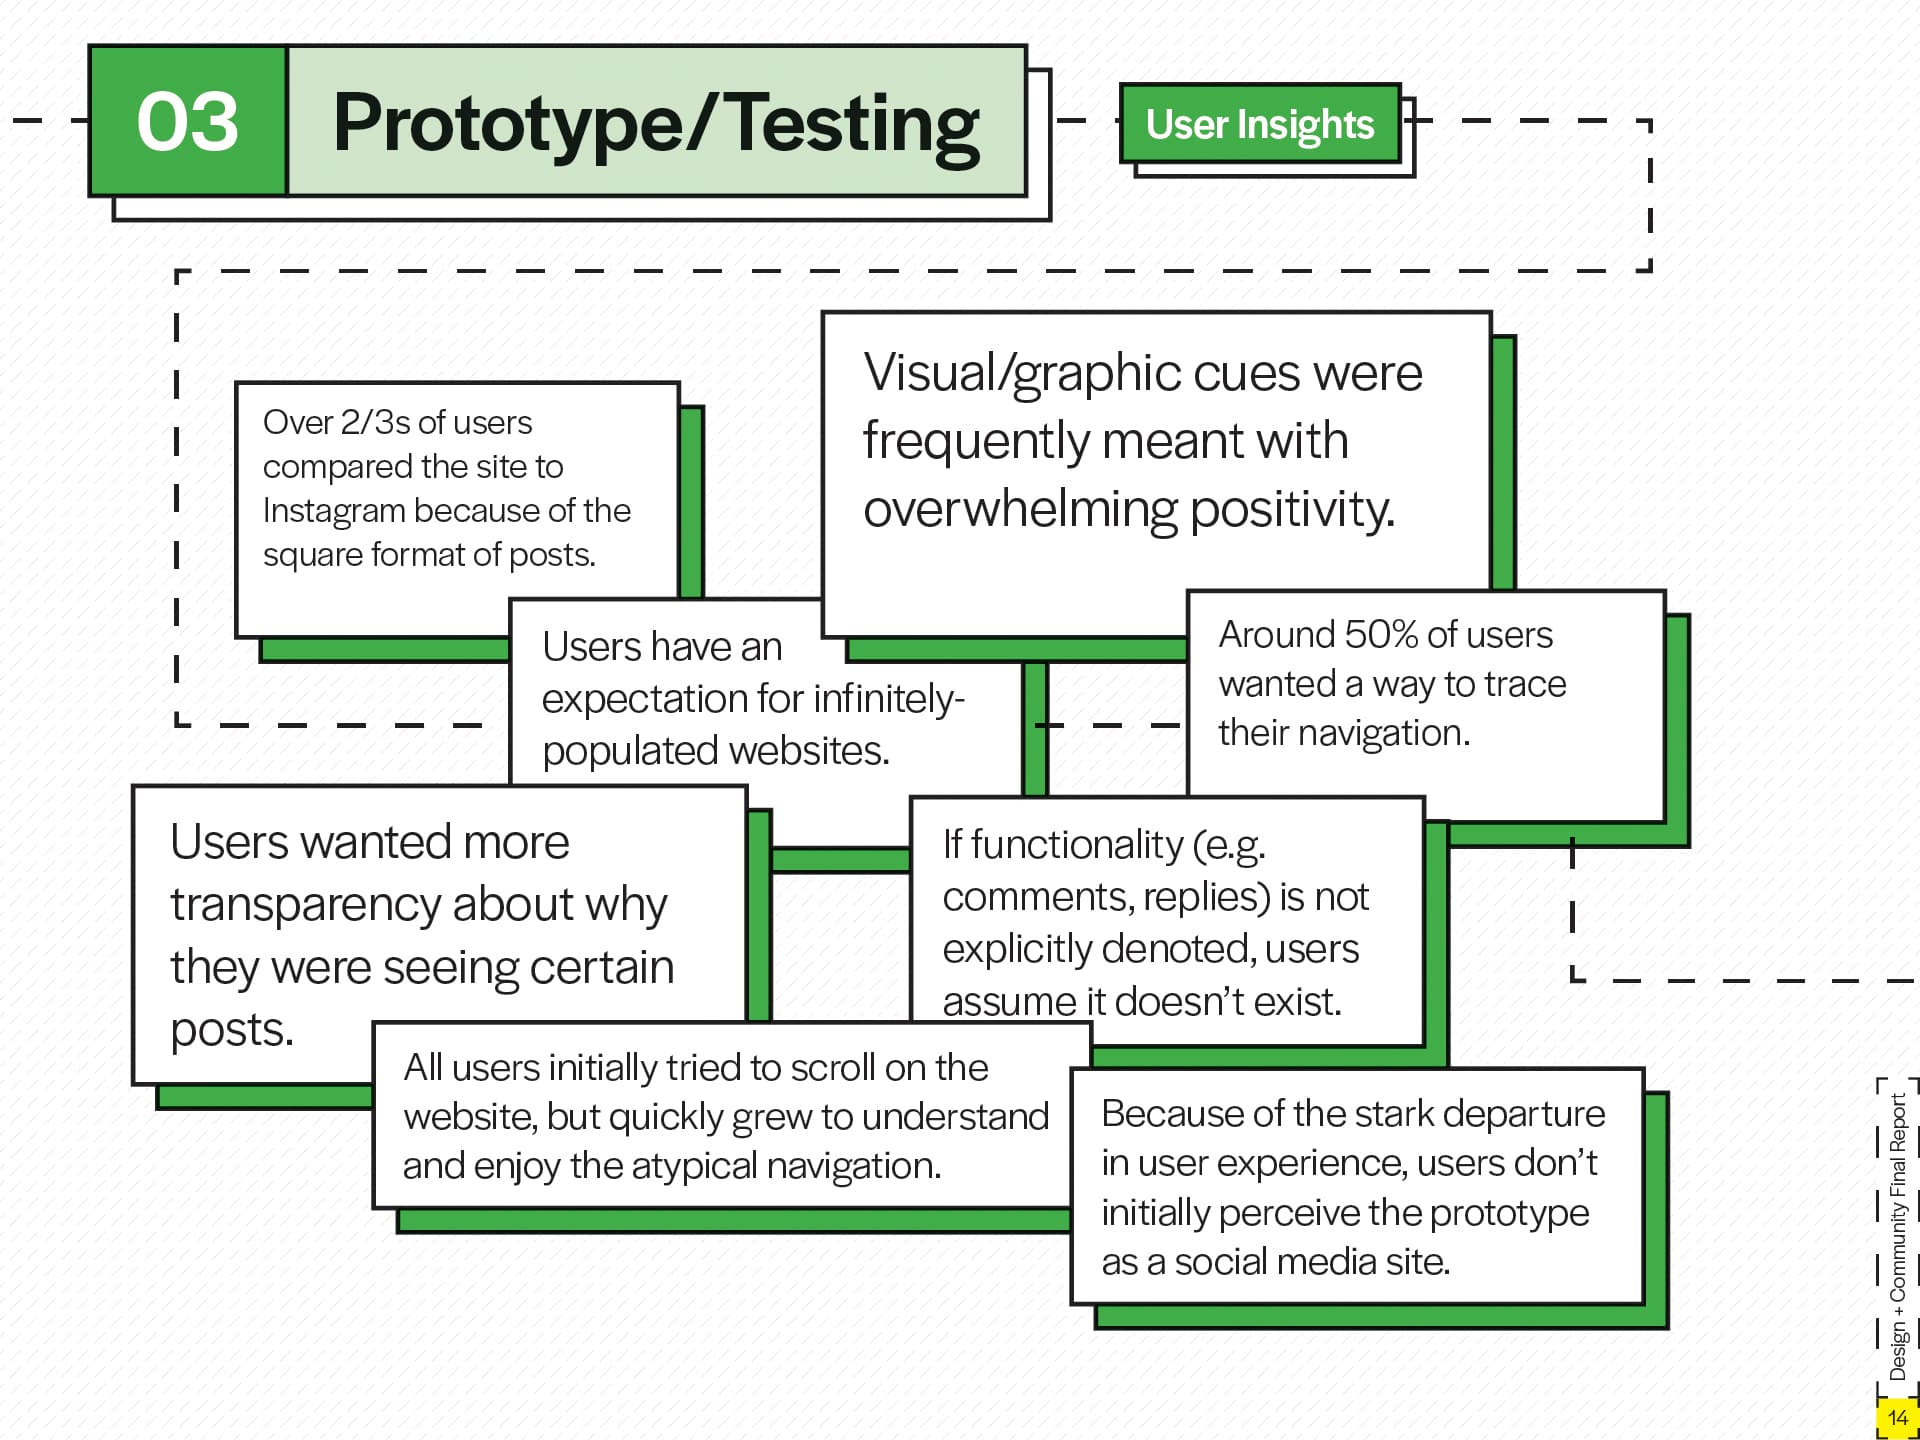 03
Prototype/Testing
User Insights
Over 2/3s of users
compared the site to
Instagram because of the
square format of posts.
Visual/graphic cues were
frequently meant with
overwhelming positivity.
Users have an
expectation for infinitely-
populated websites.
Around 50% of users
wanted a way to trace
their navigation.
Users wanted more
transparency about why
they were seeing certain
posts.
If functionality (e.g.
comments, replies) is not
explicitly denoted, users
assume it doesn’t exist.
All users initially tried to scroll on the
website, but quickly grew to understand
and enjoy the atypical navigation.
Because of the stark departure
in user experience, users don’t
initially perceive the prototype
as a social media site.
Design + Community Final Report
14